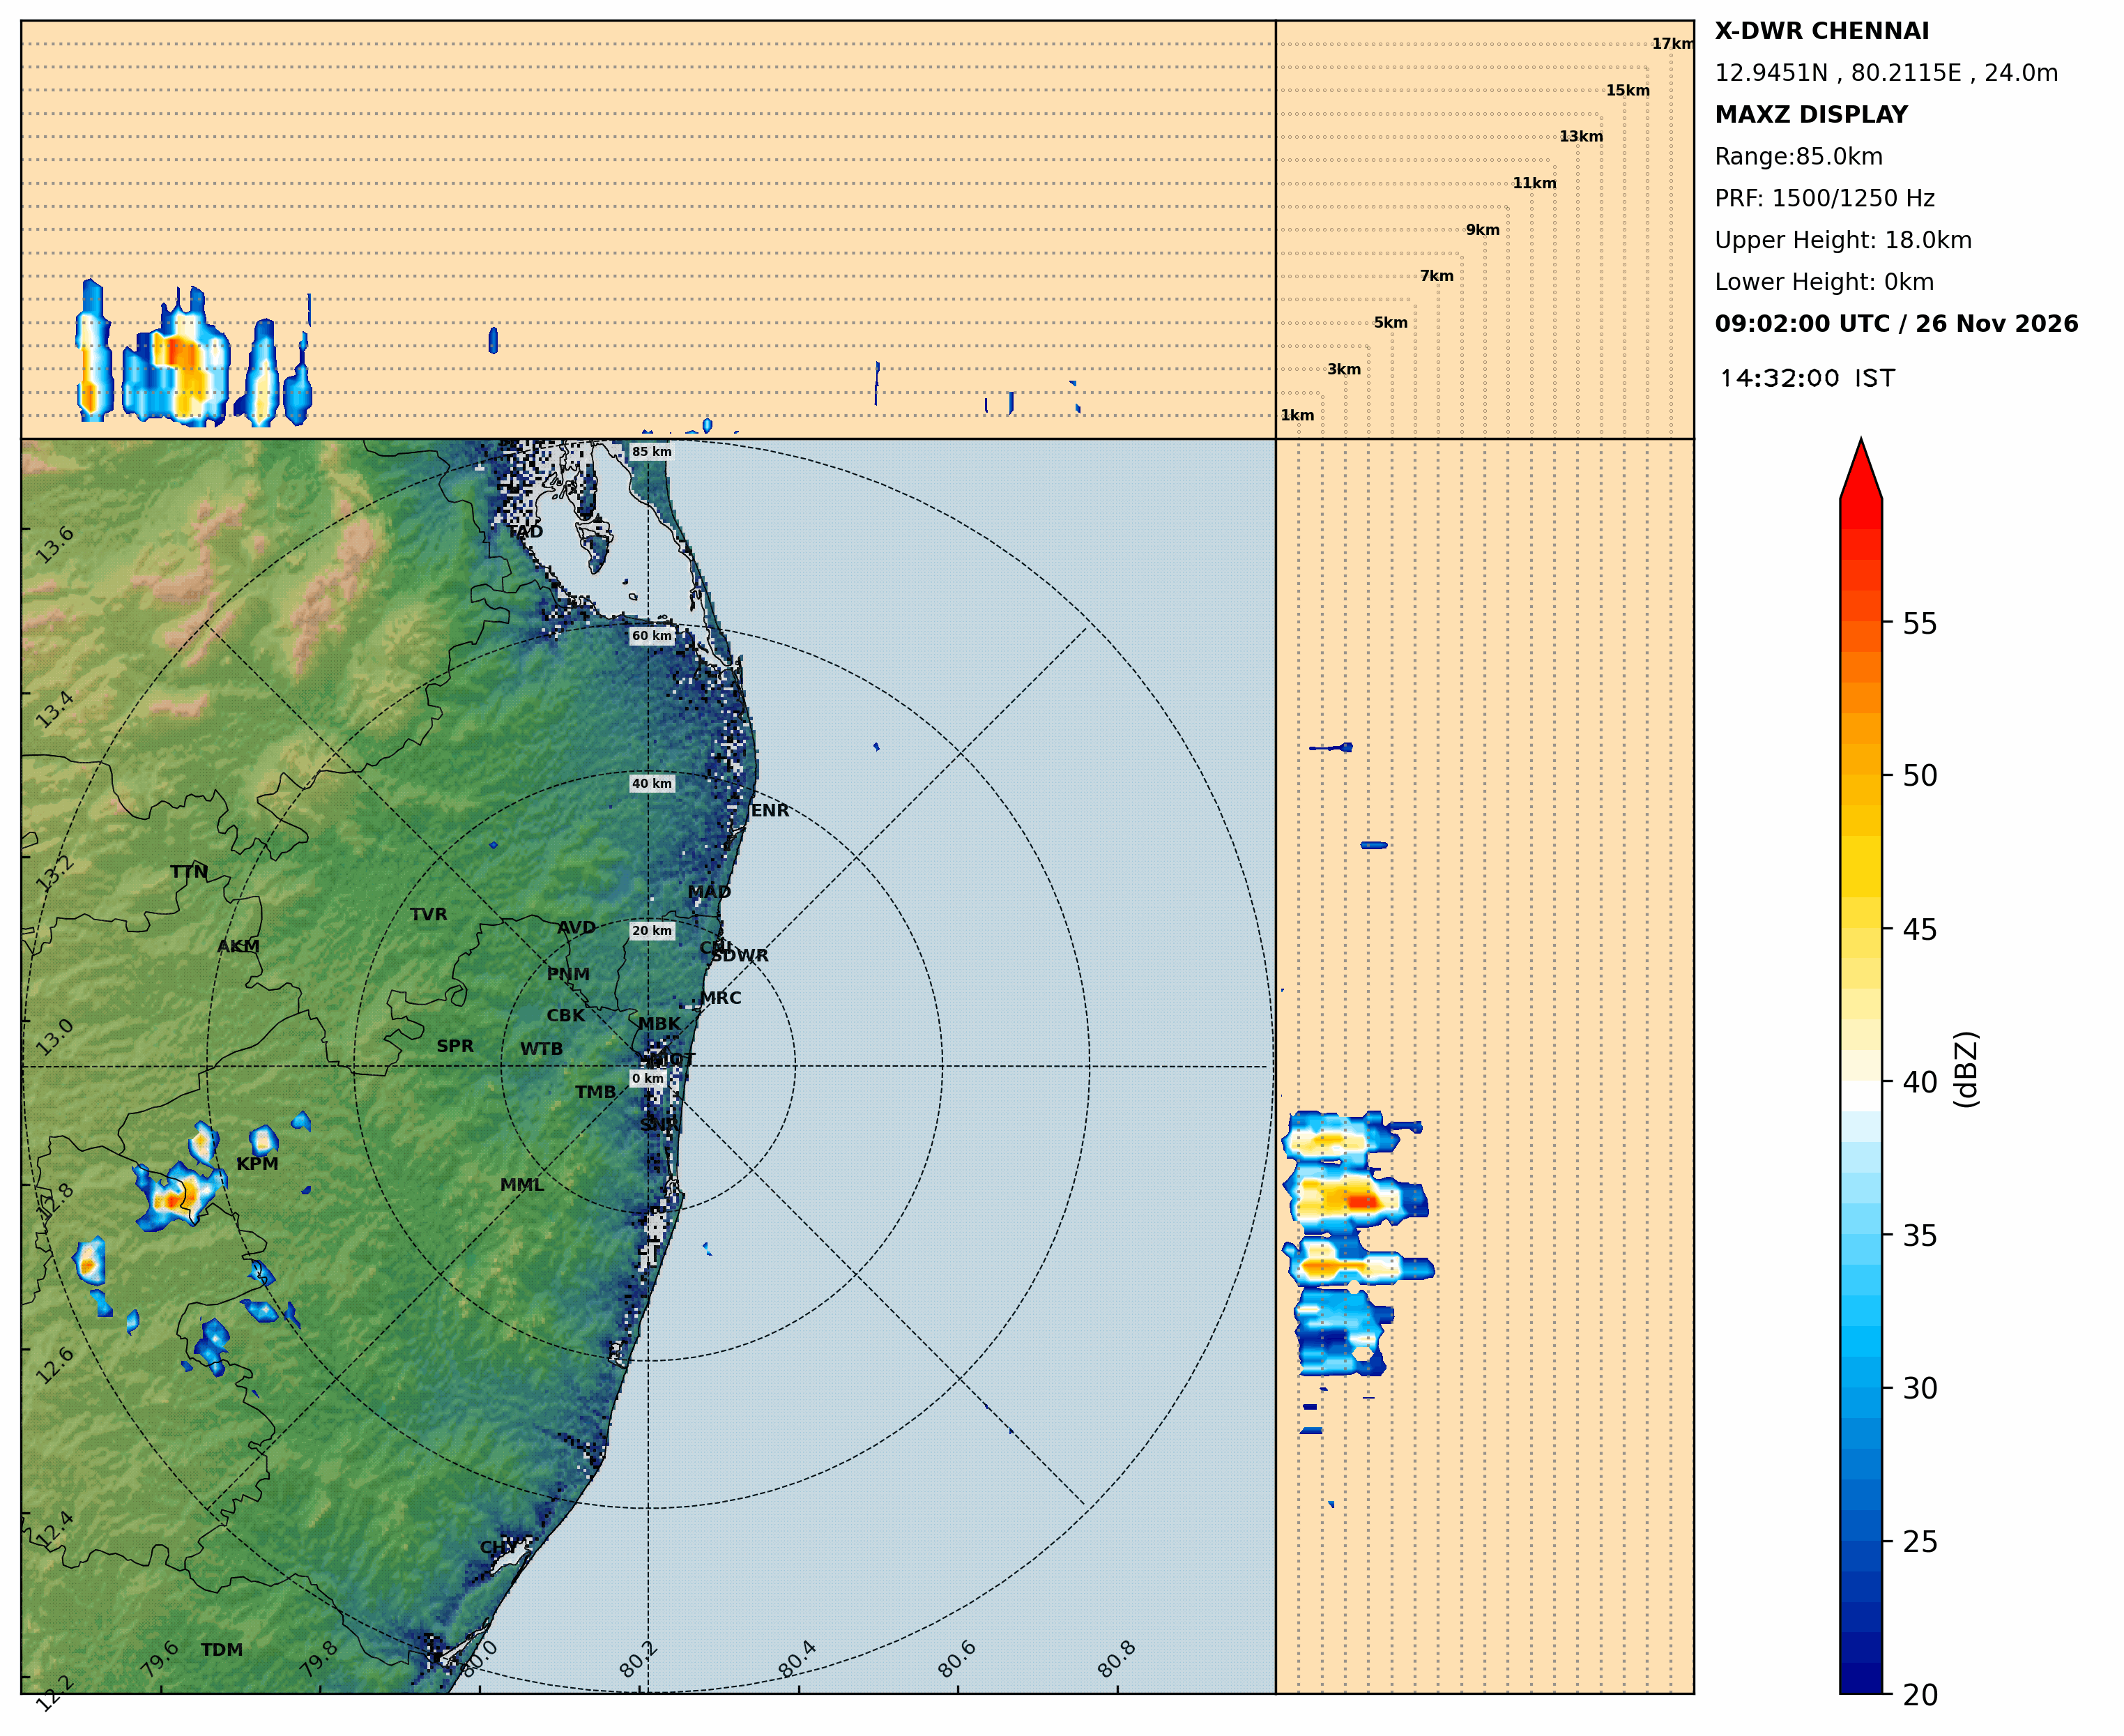 X-DWR CHENNAI
12.9451N , 80.2115E , 24.0m
MAXZ DISPLAY
Range:85.0km
PRF: 1500/1250 Hz
Upper Height: 18.0km
Lower Height: 0km
09:02:00 UTC / 26 Nov 2026
14:32:00 IST
17km
15km
13km
11km
9km
7km
5km
3km
1km
85 km
TAD
13.6
60 km
13.4
40 km
ENR
13.2
TTN
MAD
TVR
AVD
20 km
AKM
SDWR
PNM
MRC
CBK
MBK
13.0
SPR
WTB
0 km
TMB
SNR
KPM
MML
12.8
12.6
12.4
CHY
TDM
12.2
79.6
79.8
80.0
80.2
80.4
80.6
80.8
55
50
45
40
35
30
25
20
(dBZ)